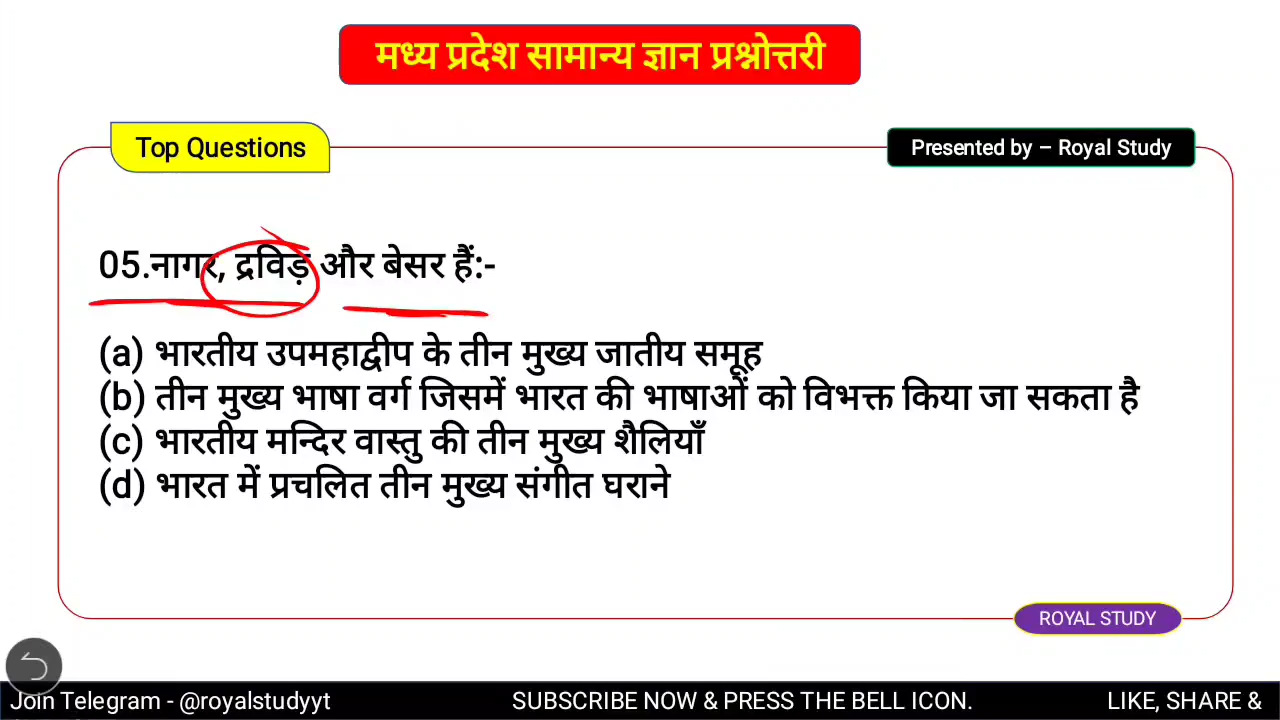 मध्य प्रदेश सामान्य ज्ञान प्रश्नोत्तरी
Top Questions
Presented by – Royal Study
05.नागर, द्रविड़ और बेसर हैं:-
(a) भारतीय उपमहाद्वीप के तीन मुख्य जातीय समूह
(b) तीन मुख्य भाषा वर्ग जिसमें भारत की भाषाओं को विभक्त किया जा सकता है
(c) भारतीय मन्दिर वास्तु की तीन मुख्य शैलियाँ
(d) भारत में प्रचलित तीन मुख्य संगीत घराने
ROYAL STUDY
Join Telegram - @royalstudyyt SUBSCRIBE NOW & PRESS THE BELL ICON. LIKE, SHARE &